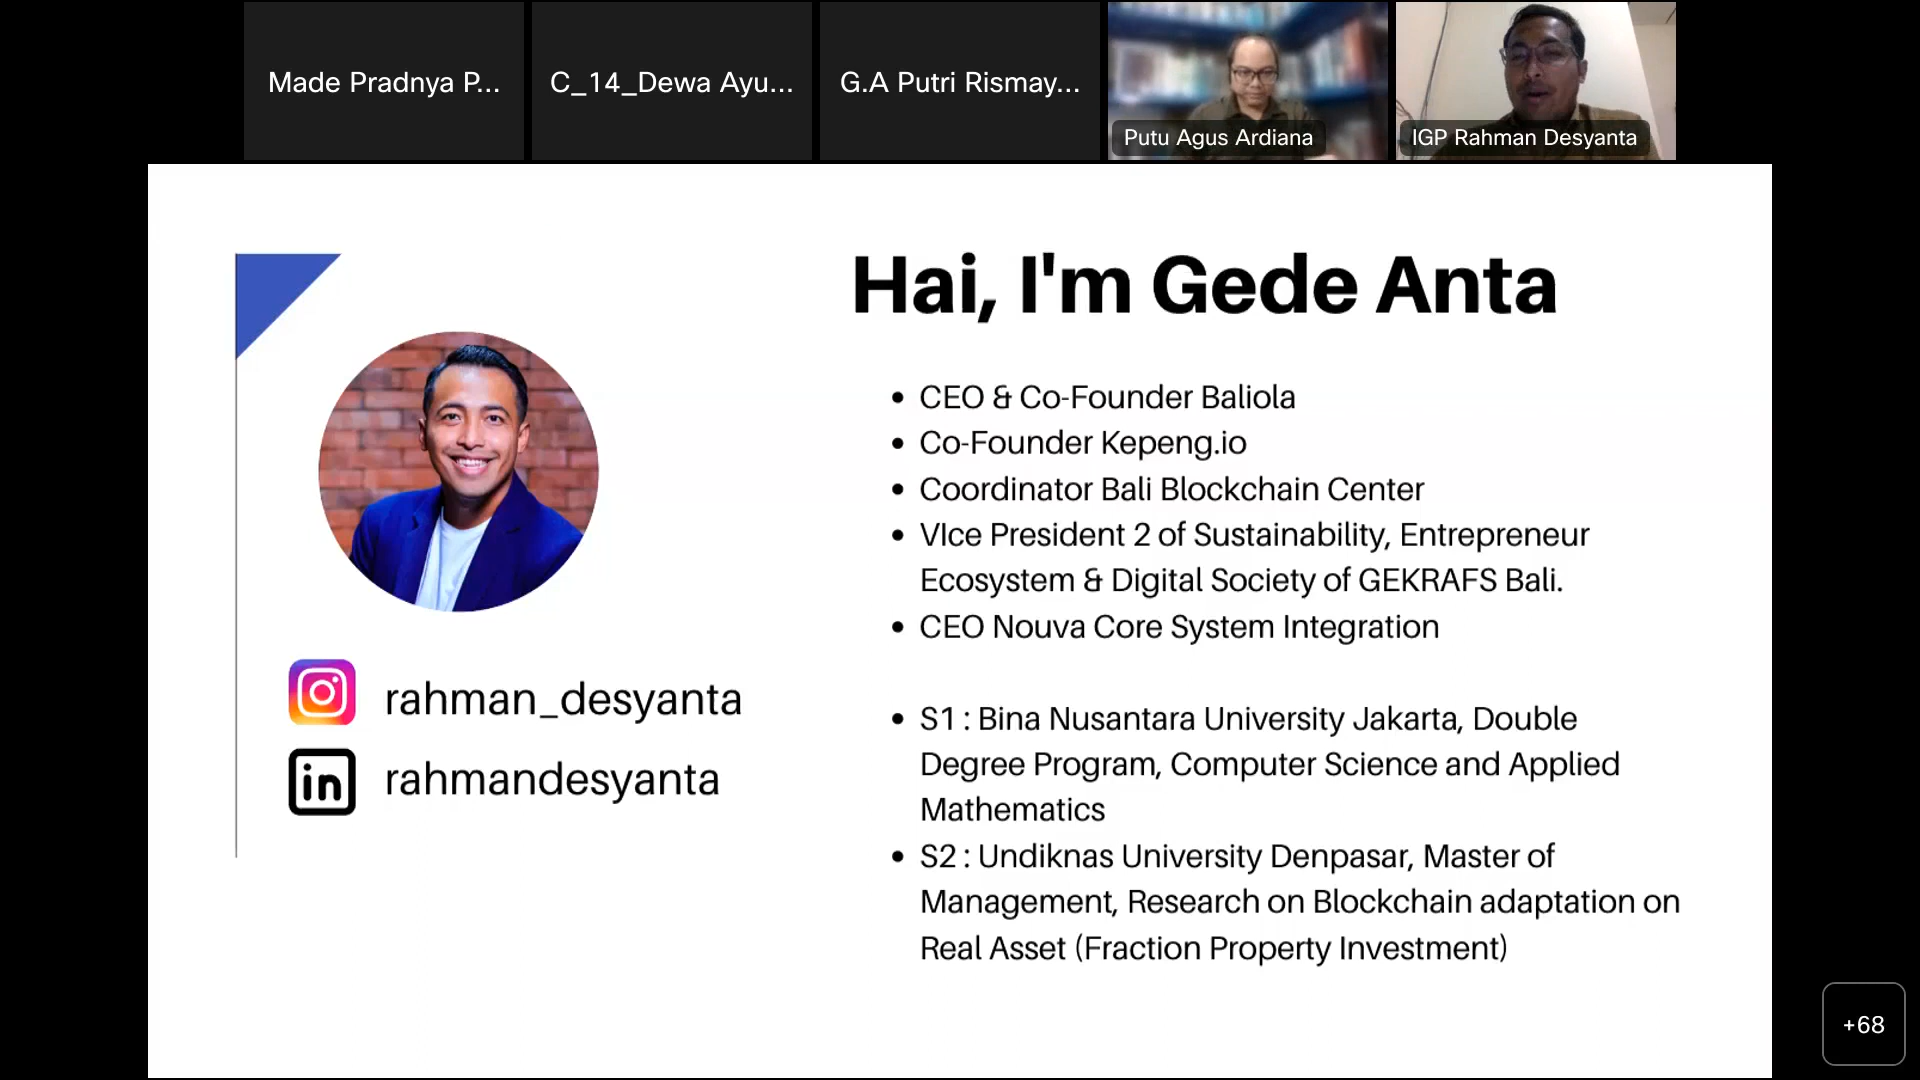 Made Pradnya P...
C_14_Dewa Ayu...
G.A Putri Rismay...
Putu Agus Ardiana
IGP Rahman Desyanta
Hai, I'm Gede Anta
• CEO & Co-Founder Baliola
• Co-Founder Kepeng.io
• Coordinator Bali Blockchain Center
• VIce President 2 of Sustainability, Entrepreneur
Ecosystem & Digital Society of GEKRAFS Bali.
• CEO Nouva Core System Integration
• S1 : Bina Nusantara University Jakarta, Double
Degree Program, Computer Science and Applied
Mathematics
• S2 : Undiknas University Denpasar, Master of
Management, Research on Blockchain adaptation on
Real Asset (Fraction Property Investment)
rahman_desyanta
in
rahmandesyanta
+68